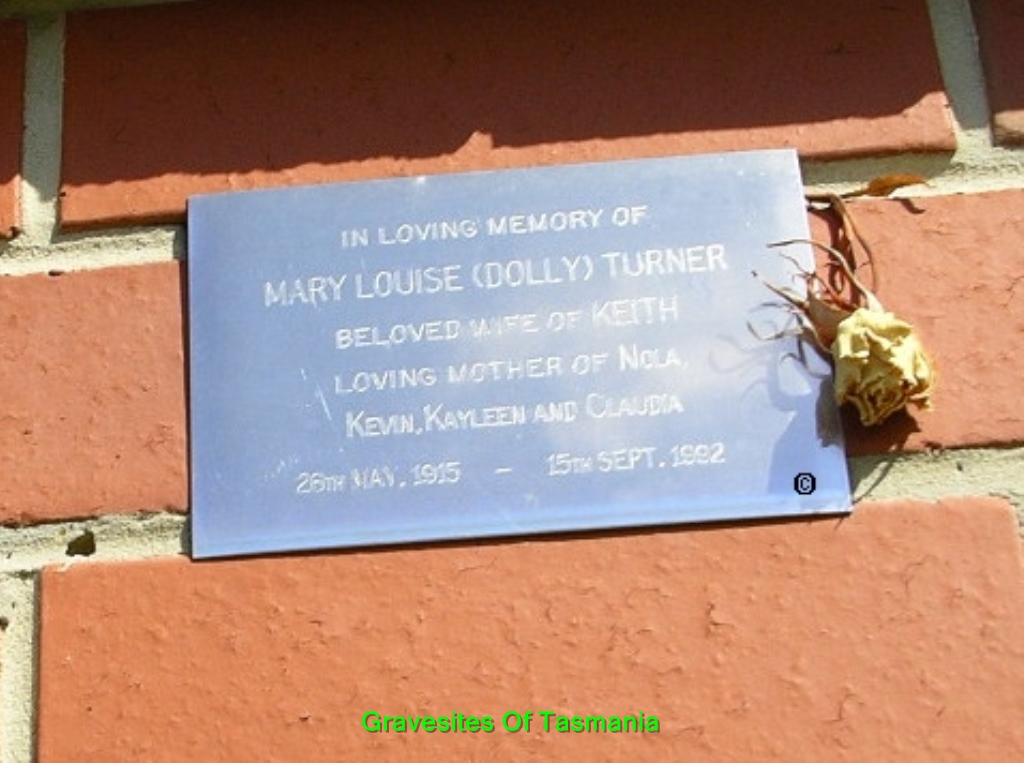 IN LOVING MEMORY OF
MARY LOUISE (DOLLY) TURNER
BELOVED WIFE OF KEITH
LOVING MOTHER OF NOLA,
KEVIN, KAYLEEN AND CLAUDIA
26TH MAY. 1915 – 15TH SEPT. 1992
©
Gravesites Of Tasmania